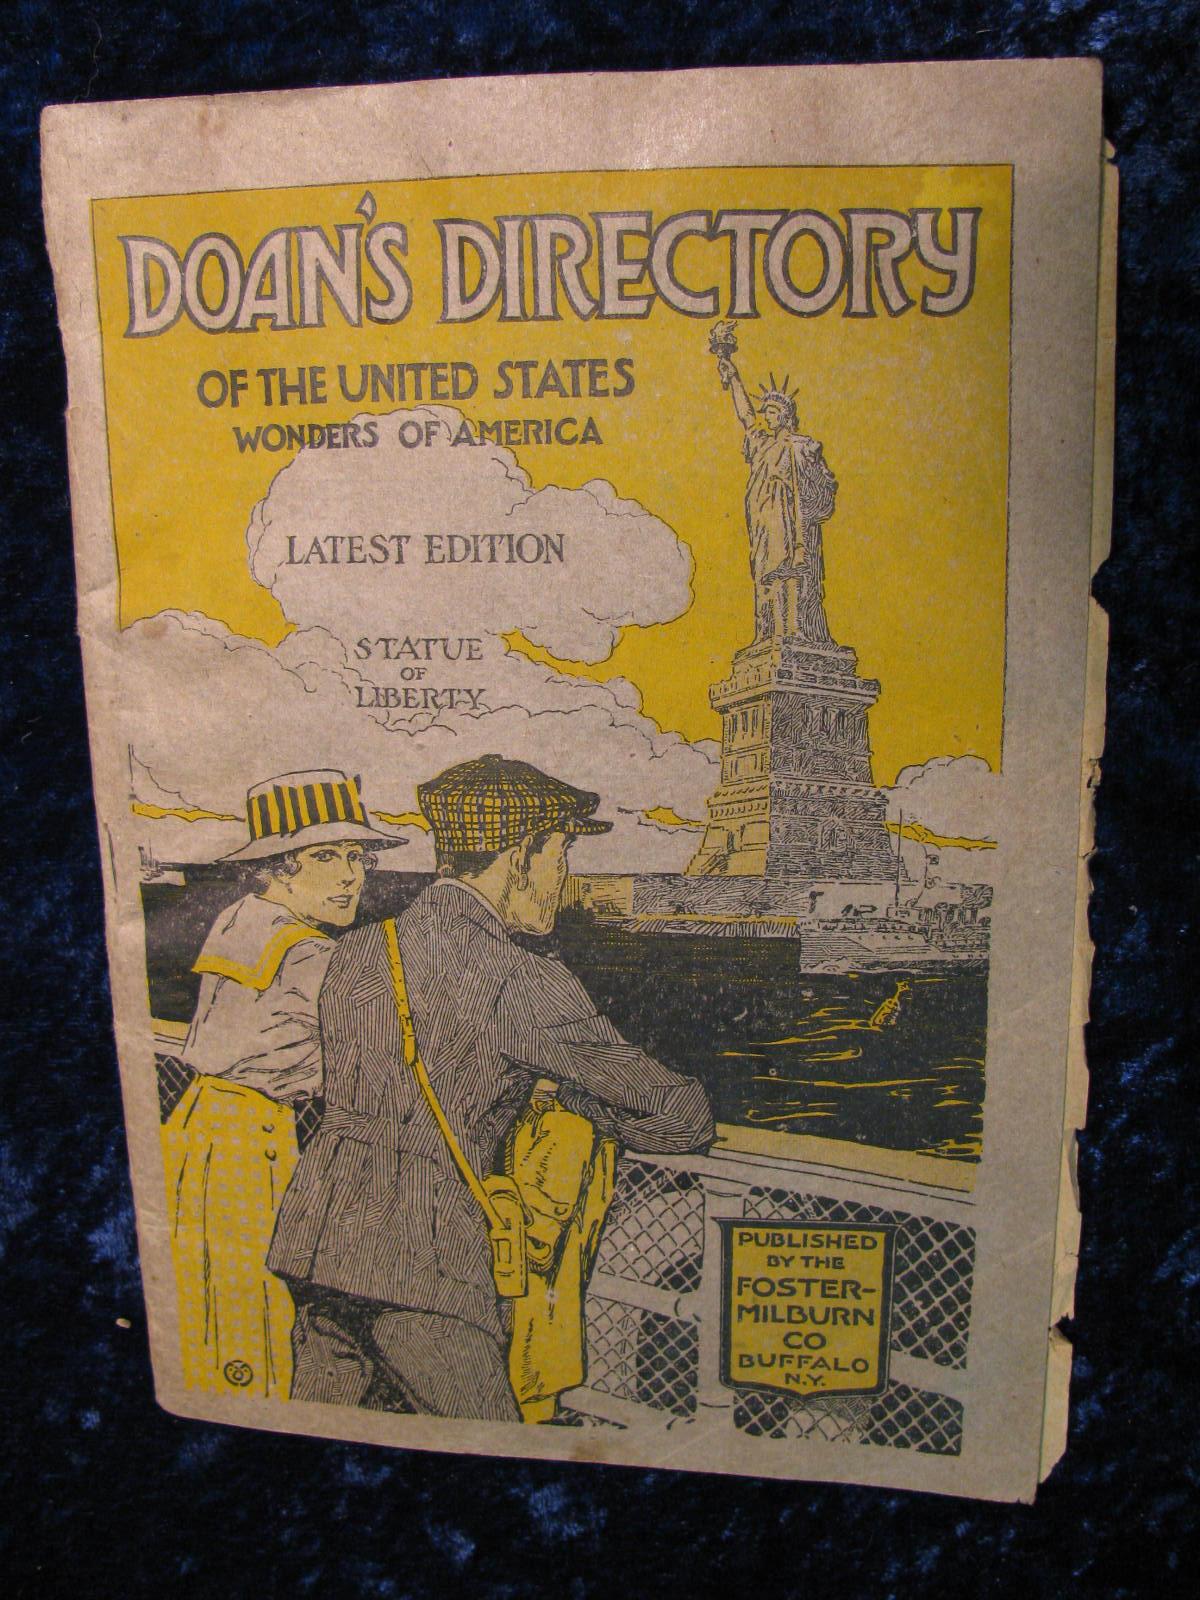 DOAN'S DIRECTORY
OF THE UNITED STATES
WONDERS OF AMERICA
LATEST EDITION
STATUE
OF
LIBERTY
PUBLISHED
BY THE
FOSTER-
MILBURN
CO
BUFFALO
N.Y.